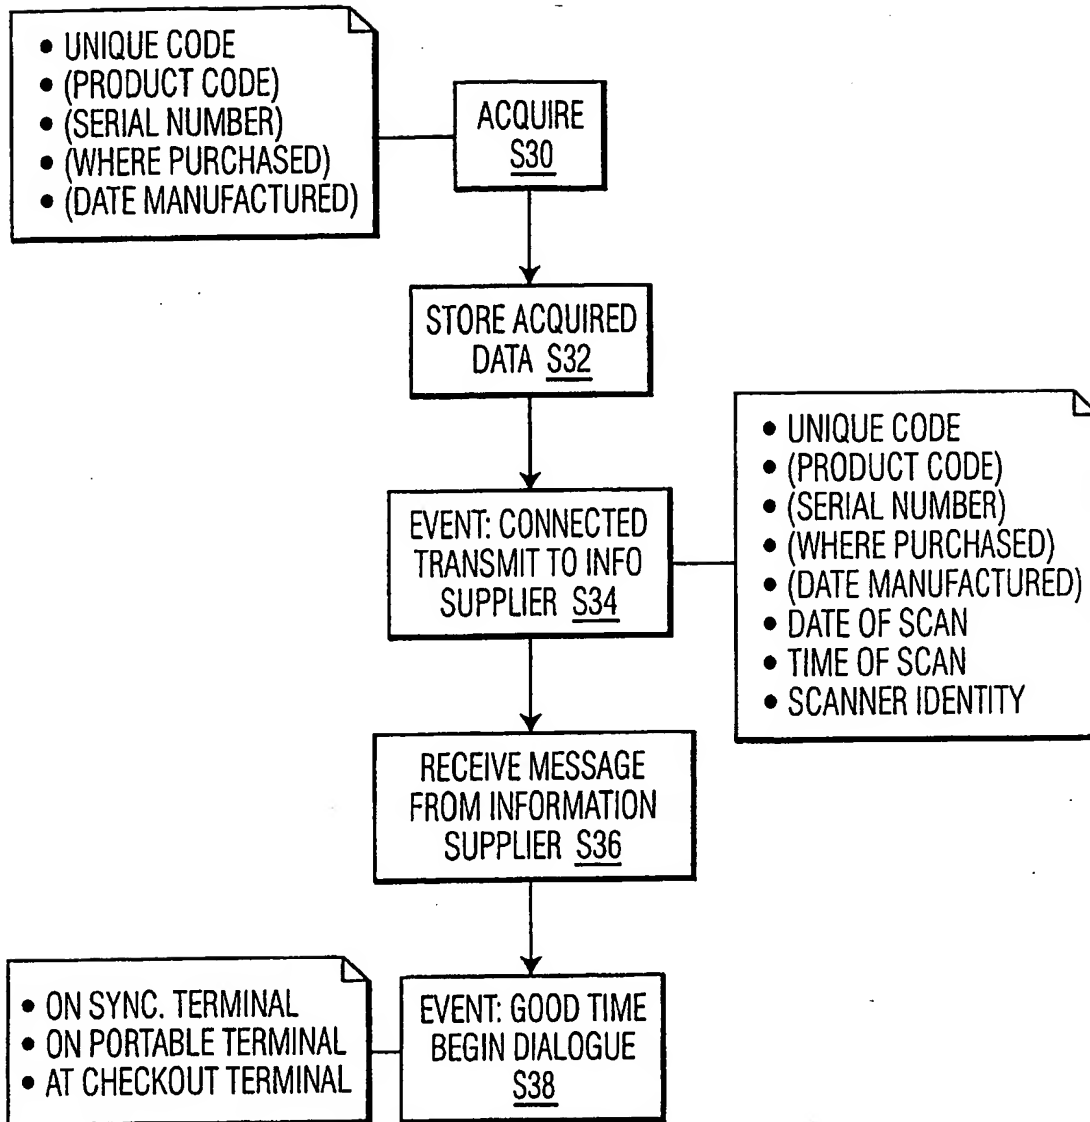 • UNIQUE CODE
• (PRODUCT CODE)
• (SERIAL NUMBER)
• (WHERE PURCHASED)
• (DATE MANUFACTURED)
ACQUIRE
S30
STORE ACQUIRED
DATA S32
EVENT: CONNECTED
TRANSMIT TO INFO
SUPPLIER S34
• UNIQUE CODE
• (PRODUCT CODE)
• (SERIAL NUMBER)
• (WHERE PURCHASED)
• (DATE MANUFACTURED)
• DATE OF SCAN
• TIME OF SCAN
• SCANNER IDENTITY
RECEIVE MESSAGE
FROM INFORMATION
SUPPLIER S36
• ON SYNC. TERMINAL
• ON PORTABLE TERMINAL
• AT CHECKOUT TERMINAL
EVENT: GOOD TIME
BEGIN DIALOGUE
S38